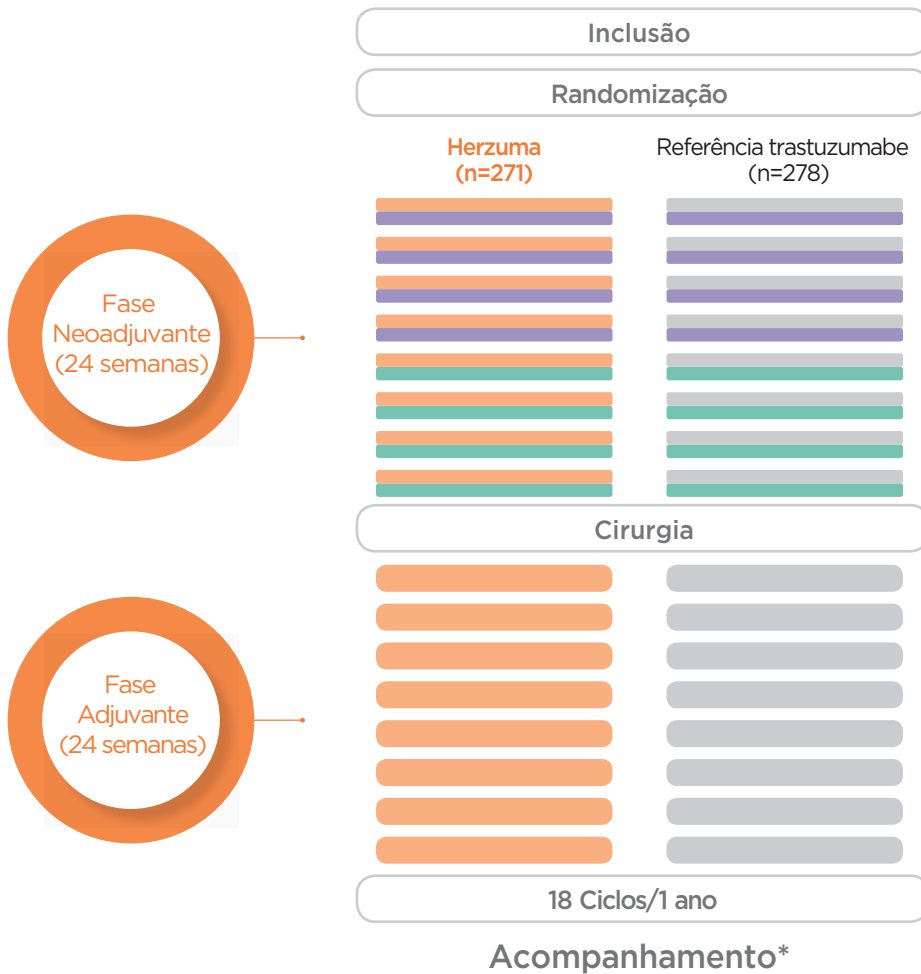 Inclusão
Randomização
Herzuma
(n=271)
Referência trastuzumabe
(n=278)
Fase
Neoadjuvante
(24 semanas)
Cirurgia
Fase
Adjuvante
(24 semanas)
18 Ciclos/1 ano
Acompanhamento*